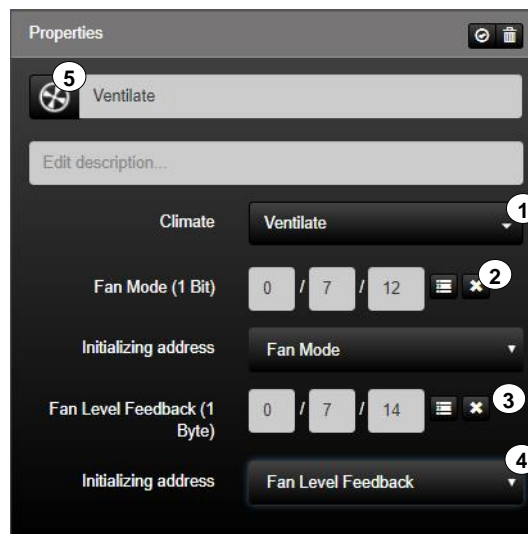 Properties
5
Ventilate
Edit description...
Climate Ventilate 1
Fan Mode (1 Bit) 0 / 7 / 12 2
Initializing address Fan Mode
Fan Level Feedback (1 Byte) 0 / 7 / 14 3
Initializing address Fan Level Feedback 4